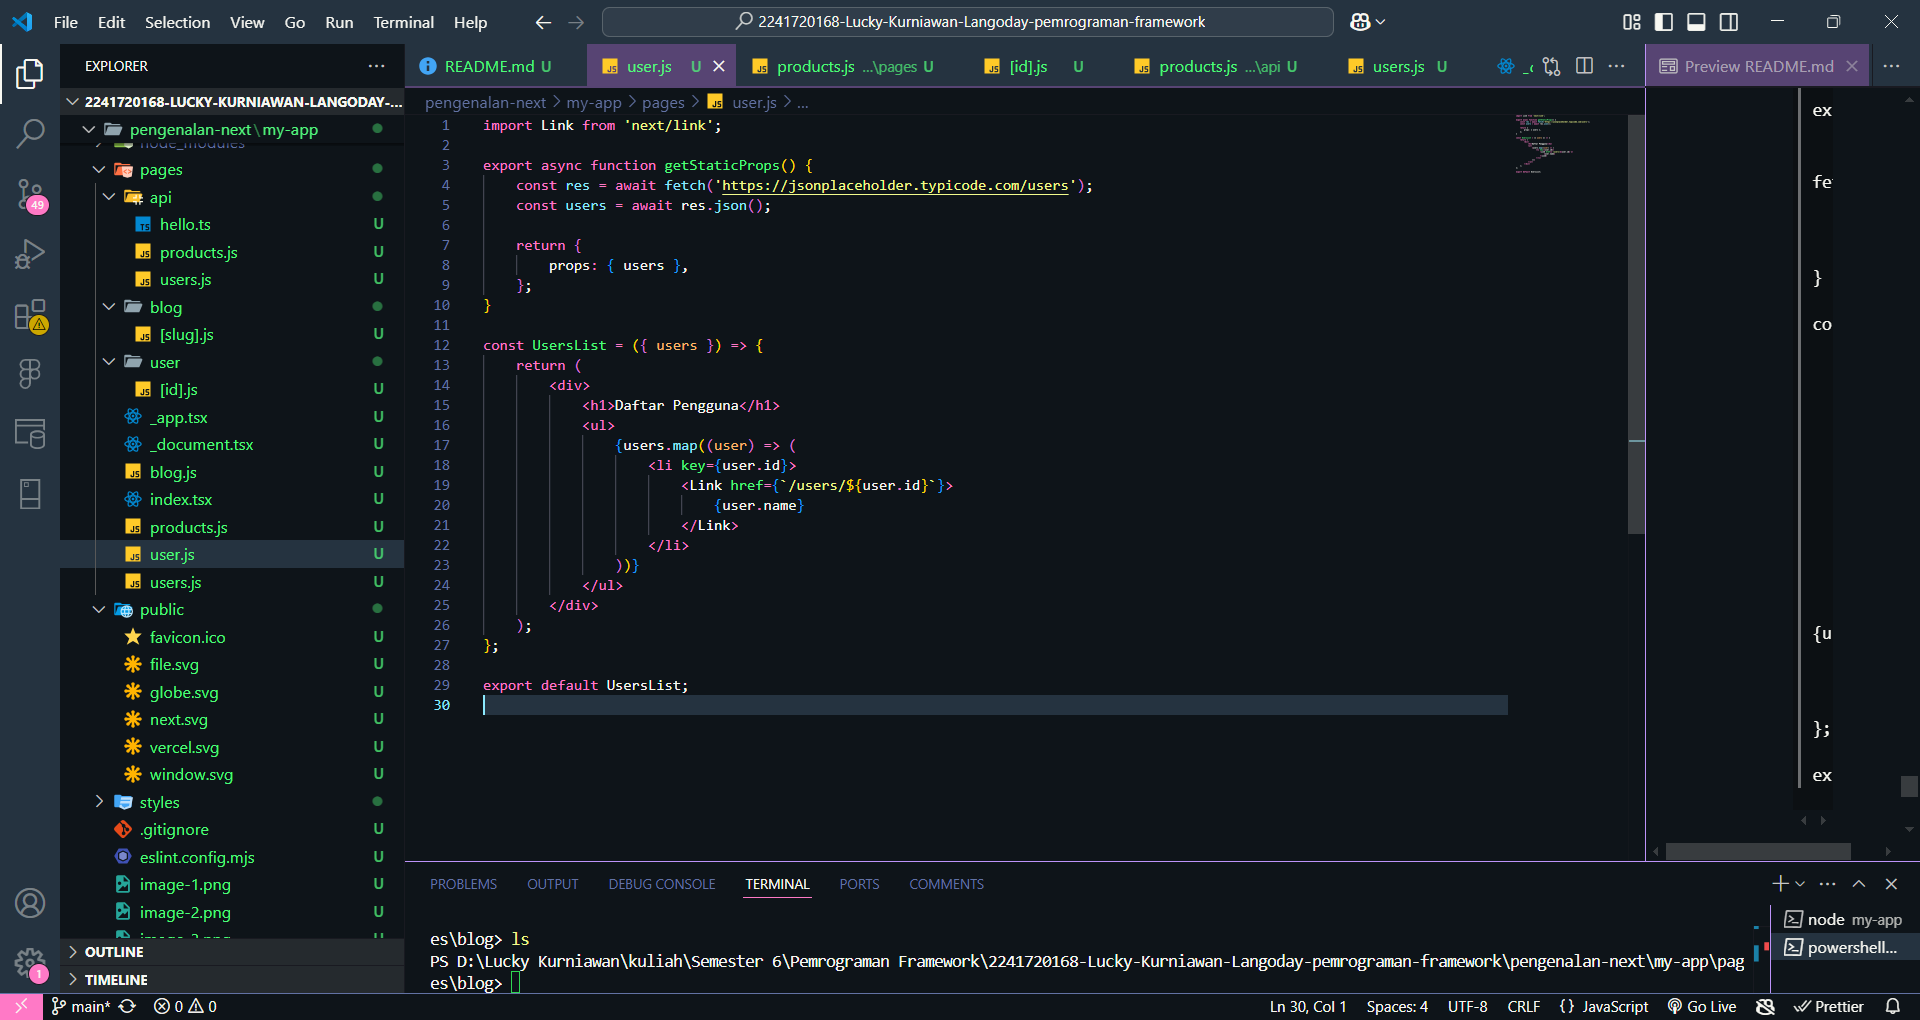 File Edit Selection View Go Run Terminal Help
2241720168-Lucky-Kurniawan-Langoday-pemrograman-framework
EXPLORER
2241720168-LUCKY-KURNIAWAN-LANGODAY-...
pengenalan-next\my-app
node_modules
pages
api
hello.ts U
products.js U
users.js U
blog
[slug].js U
user
[id].js U
_app.tsx U
_document.tsx U
blog.js U
index.tsx U
products.js U
user.js U
users.js U
public
favicon.ico U
file.svg U
globe.svg U
next.svg U
vercel.svg U
window.svg U
styles
.gitignore U
eslint.config.mjs U
image-1.png U
image-2.png U
OUTLINE
TIMELINE
49
1
README.md U
user.js U
products.js ...\pages U
[id].js U
products.js ...\api U
users.js U
Preview README.md
pengenalan-next > my-app > pages > user.js > ...
1 import Link from 'next/link';
2
3 export async function getStaticProps() {
4 const res = await fetch('https://jsonplaceholder.typicode.com/users');
5 const users = await res.json();
6
7 return {
8 props: { users },
9 };
10 }
11
12 const UsersList = ({ users }) => {
13 return (
14 <div>
15 <h1>Daftar Pengguna</h1>
16 <ul>
17 {users.map((user) => (
18 <li key={user.id}>
19 <Link href={`/users/${user.id}`}>
20 {user.name}
21 </Link>
22 </li>
23 ))}
24 </ul>
25 </div>
26 );
27 };
28
29 export default UsersList;
30
ex
fe
}
co
{u
};
ex
PROBLEMS OUTPUT DEBUG CONSOLE TERMINAL PORTS COMMENTS
es\blog> ls
PS D:\Lucky Kurniawan\kuliah\Semester 6\Pemrograman Framework\2241720168-Lucky-Kurniawan-Langoday-pemrograman-framework\pengenalan-next\my-app\pag
es\blog>
node my-app
powershell...
main* 0 0
Ln 30, Col 1 Spaces: 4 UTF-8 CRLF {} JavaScript Go Live Prettier